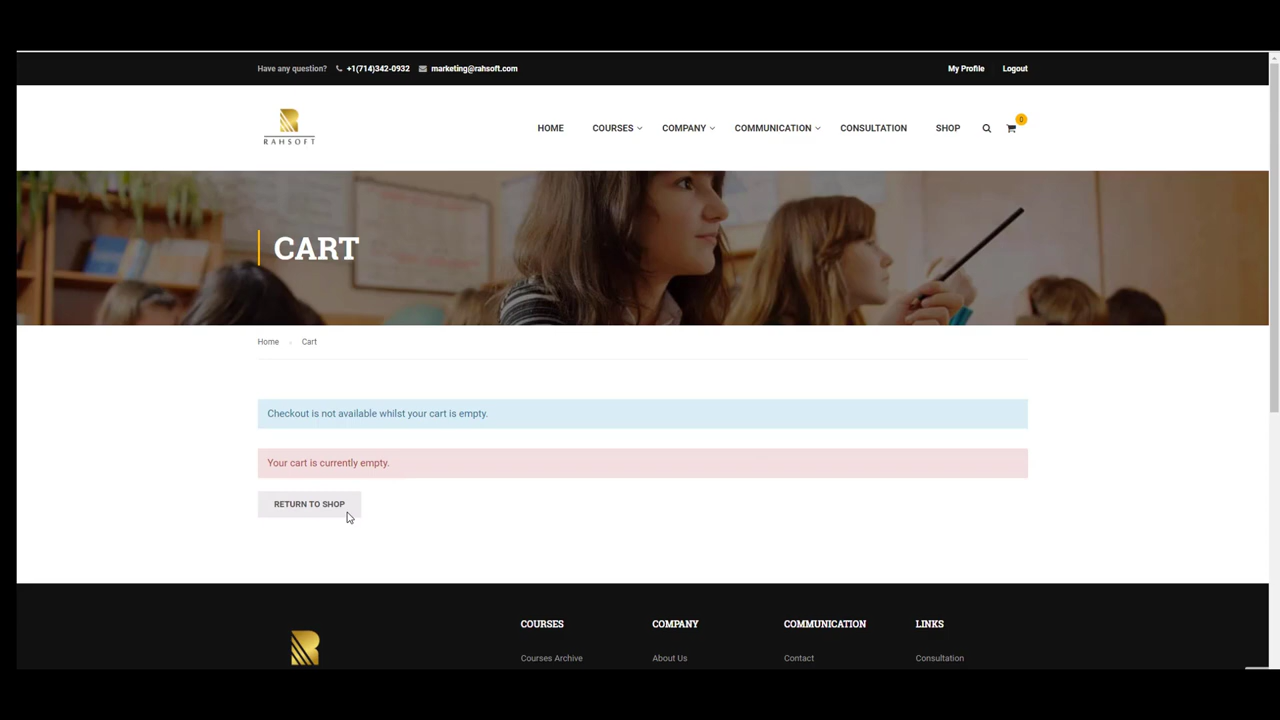 Have any question? +1(714)342-0932 marketing@rahsoft.com My Profile Logout
RAHSOFT
HOME COURSES COMPANY COMMUNICATION CONSULTATION SHOP 0
CART
Home Cart
Checkout is not available whilst your cart is empty.
Your cart is currently empty.
RETURN TO SHOP
COURSES COMPANY COMMUNICATION LINKS
Courses Archive About Us Contact Consultation